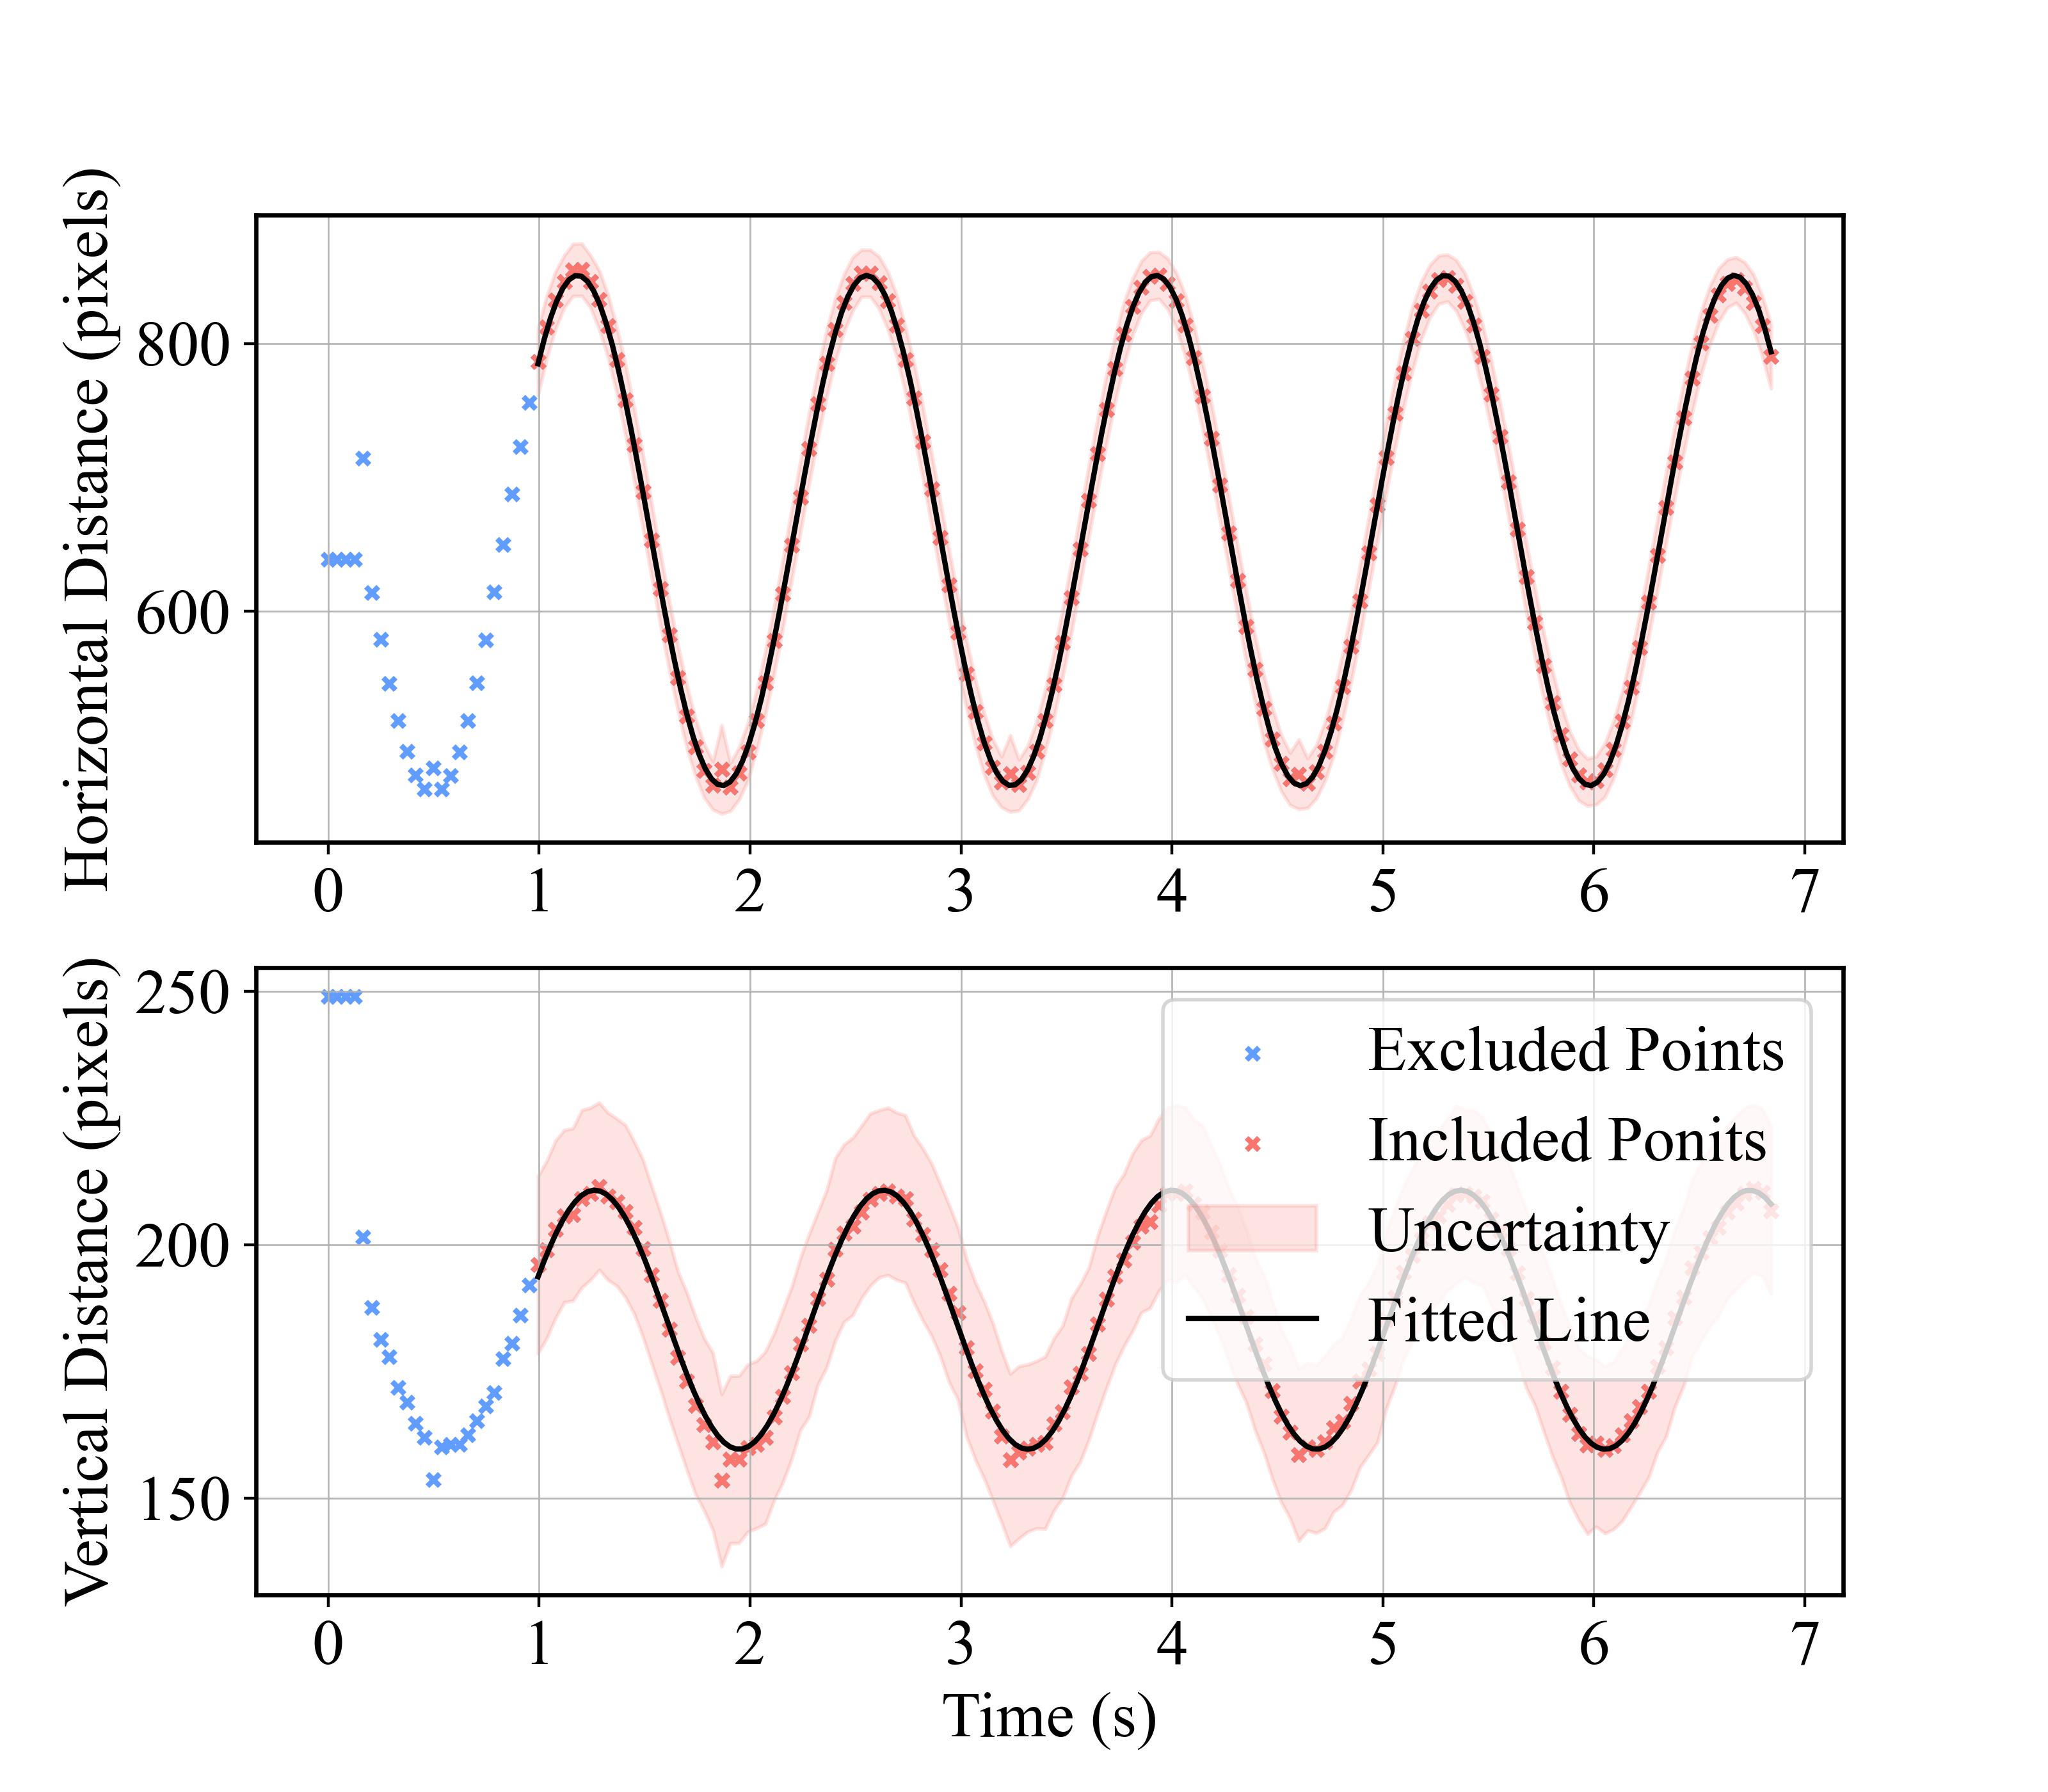 Horizontal Distance (pixels)
800
600
0 1 2 3 4 5 6 7
Vertical Distance (pixels)
250
200
150
Excluded Points
Included Ponits
Uncertainty
Fitted Line
0 1 2 3 4 5 6 7
Time (s)